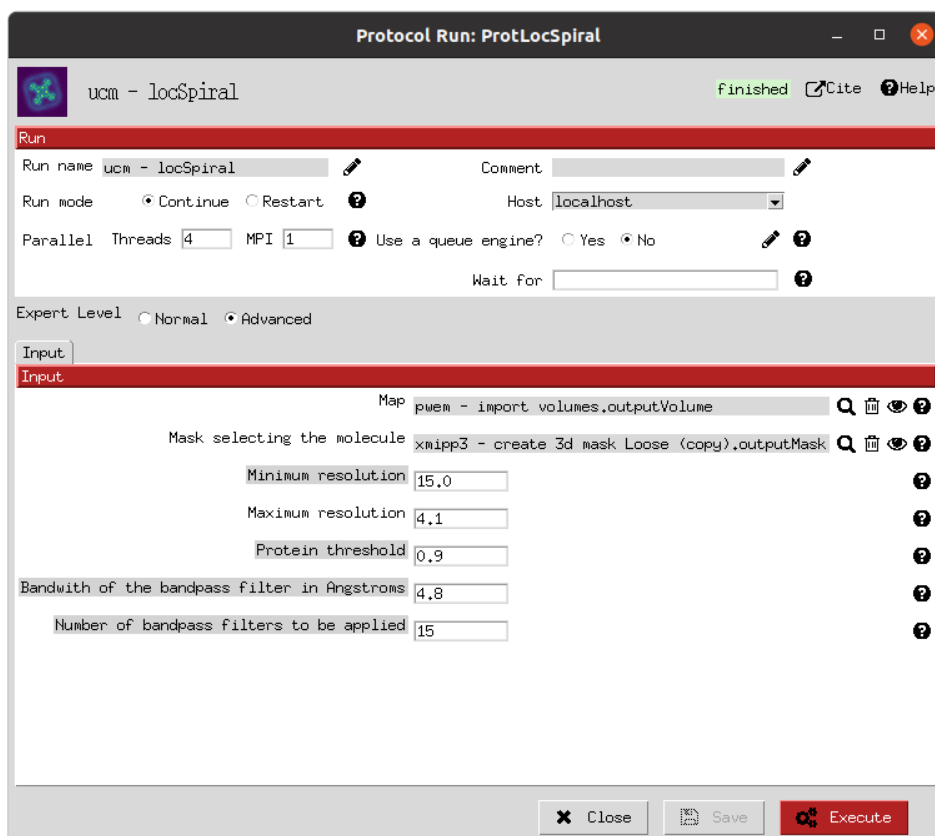 Protocol Run: ProtLocSpiral
ucm - locSpiral
finished Cite Help
Run
Run name ucm - locSpiral Comment
Run mode Continue Restart Host localhost
Parallel Threads 4 MPI 1 Use a queue engine? Yes No
Wait for
Expert Level Normal Advanced
Input
Input
Map pwem - import volumes.outputVolume
Mask selecting the molecule xmipp3 - create 3d mask Loose (copy).outputMask
Minimum resolution 15.0
Maximum resolution 4.1
Protein threshold 0.9
Bandwith of the bandpass filter in Angstroms 4.8
Number of bandpass filters to be applied 15
Close Save Execute